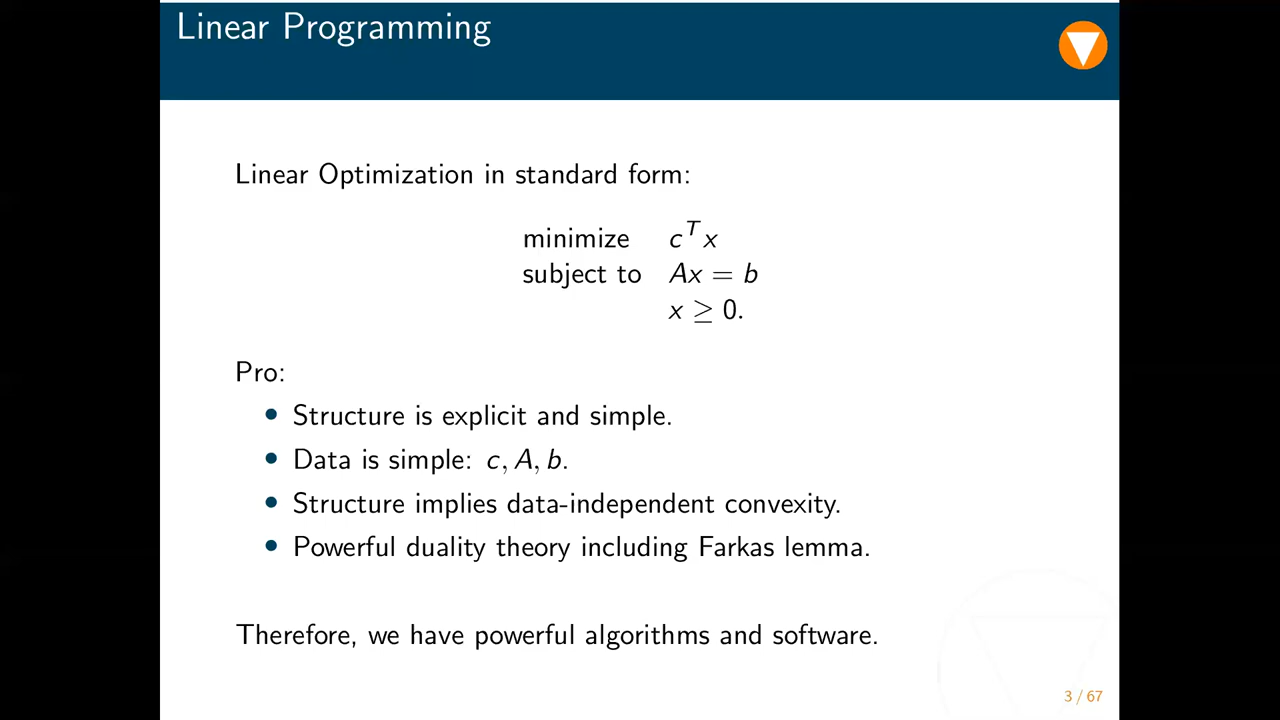 Linear Programming
Linear Optimization in standard form:
minimize cᵀx
subject to Ax = b
x ≥ 0.
Pro:
• Structure is explicit and simple.
• Data is simple: c, A, b.
• Structure implies data-independent convexity.
• Powerful duality theory including Farkas lemma.
Therefore, we have powerful algorithms and software.
3 / 67